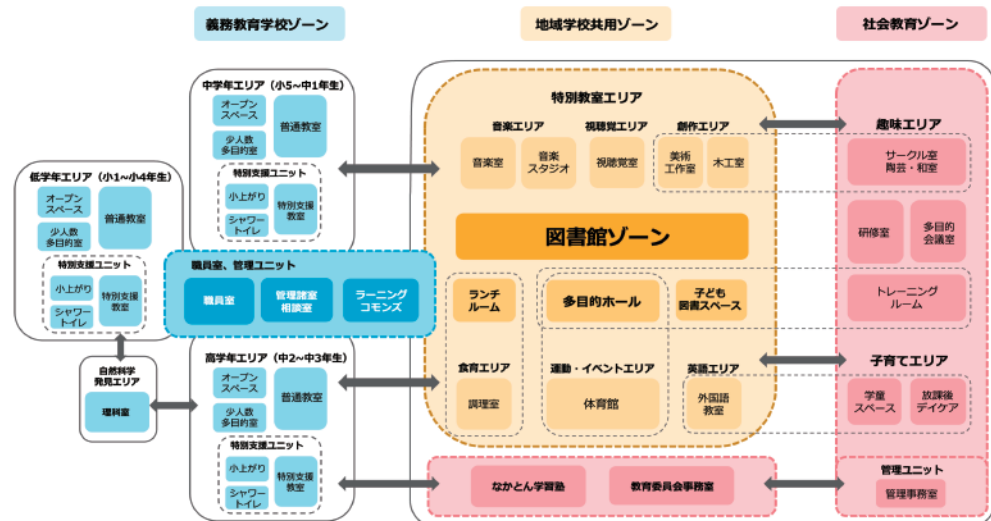 義務教育学校ゾーン
地域学校共用ゾーン
社会教育ゾーン
中学年エリア（小5~中1年生）
オープン
スペース
普通教室
少人数
多目的室
特別支援ユニット
小上がり
シャワー
トイレ
特別支援
教室
低学年エリア（小1~小4年生）
オープン
スペース
普通教室
少人数
多目的室
特別支援ユニット
小上がり
シャワー
トイレ
特別支援
教室
職員室、管理ユニット
職員室
管理諸室
相談室
ラーニング
コモンズ
自然科学
発見エリア
理科室
高学年エリア（中2~中3年生）
オープン
スペース
普通教室
少人数
多目的室
特別支援ユニット
小上がり
シャワー
トイレ
特別支援
教室
特別教室エリア
音楽エリア
視聴覚エリア
創作エリア
音楽室
音楽
スタジオ
視聴覚室
美術
工作室
木工室
図書館ゾーン
ランチ
ルーム
多目的ホール
子ども
図書スペース
食育エリア
運動・イベントエリア
英語エリア
調理室
体育館
外国語
教室
なかとん学習塾
教育委員会事務室
趣味エリア
サークル室
陶芸・和室
研修室
多目的
会議室
トレーニング
ルーム
子育てエリア
学童
スペース
放課後
デイケア
管理ユニット
管理事務室